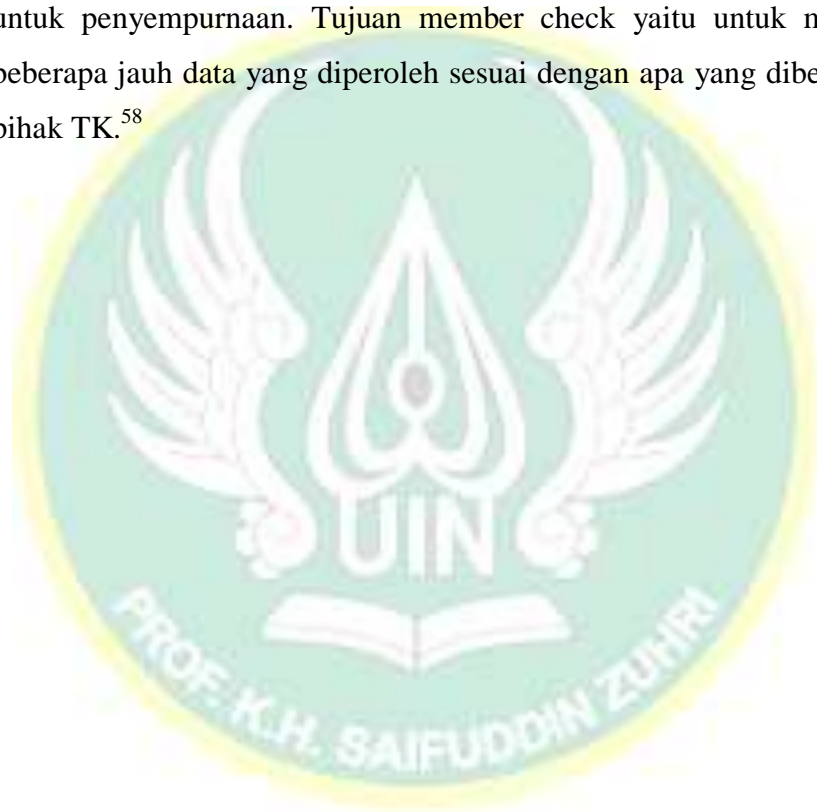 untuk penyempurnaan. Tujuan member check yaitu untuk
beberapa jauh data yang diperoleh sesuai dengan apa yang
pihak TK.58
UIN
PROF. K.H. SAIFUDDIN ZUHRI